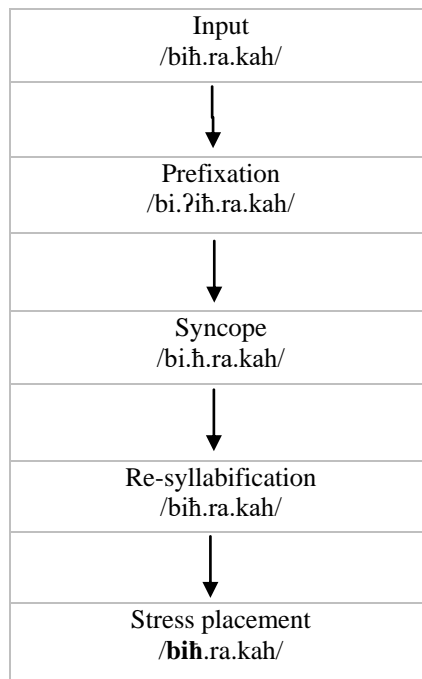 Input
/biħ.ra.kah/
Prefixation
/bi.ʔiħ.ra.kah/
Syncope
/bi.ħ.ra.kah/
Re-syllabification
/biħ.ra.kah/
Stress placement
/biħ.ra.kah/